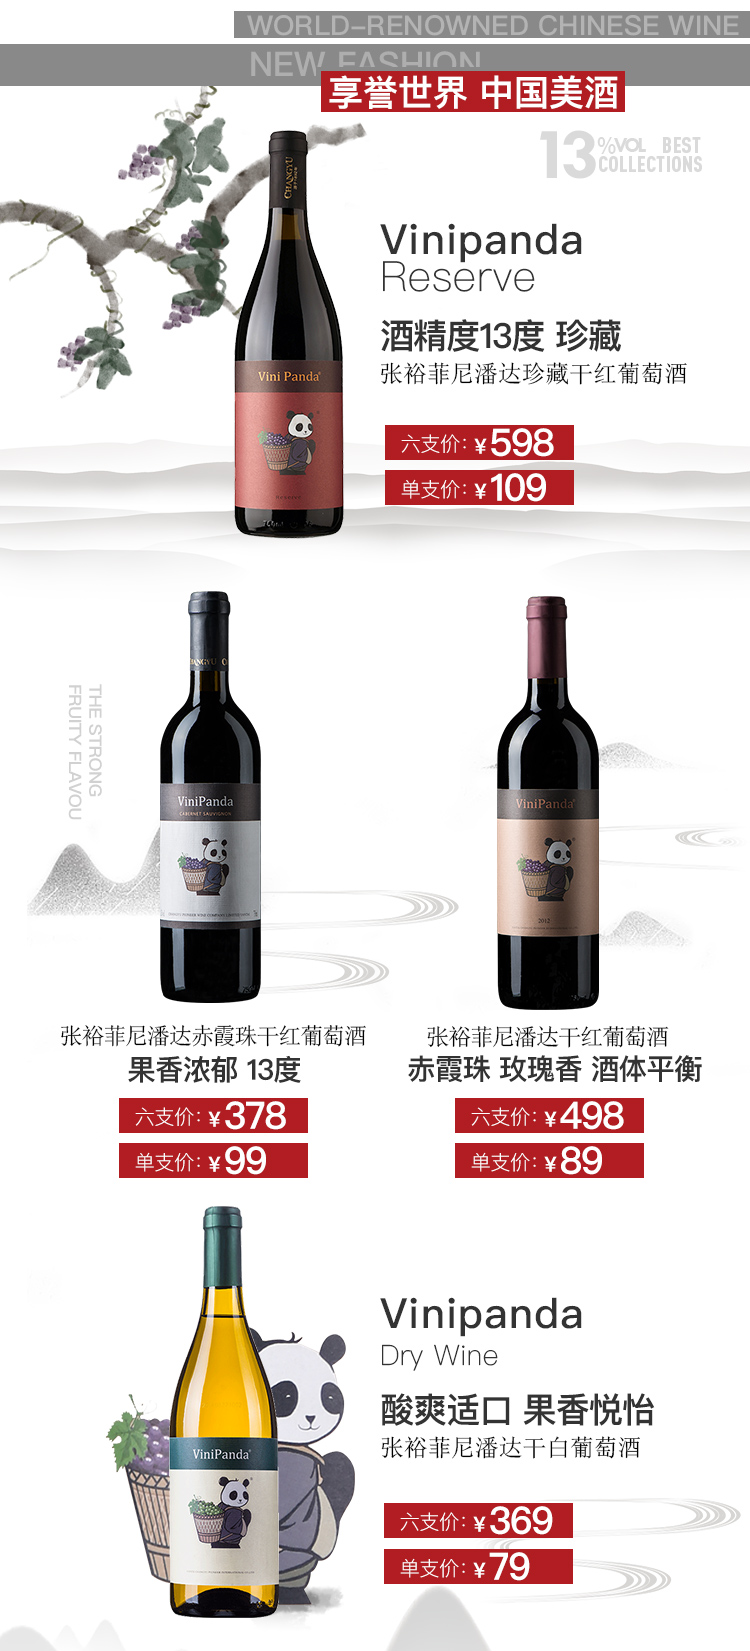 WORLD-RENOWNED CHINESE WINE
NEW FASHION
享誉世界 中国美酒
13%VOL BEST
COLLECTIONS
CHANGYU
Vinipanda
Reserve
酒精度13度 珍藏
张裕菲尼潘达珍藏干红葡萄酒
Vini Panda
六支价: ¥598
单支价: ¥109
THE STRONG
FRUITY FLAVOU
CHANGYU
ViniPanda
CABERNET SAUVIGNON
ViniPanda
2012
张裕菲尼潘达赤霞珠干红葡萄酒
果香浓郁 13度
六支价: ¥378
单支价: ¥99
张裕菲尼潘达干红葡萄酒
赤霞珠 玫瑰香 酒体平衡
六支价: ¥498
单支价: ¥89
Vinipanda
Dry Wine
酸爽适口 果香悦怡
张裕菲尼潘达干白葡萄酒
ViniPanda
六支价: ¥369
单支价: ¥79